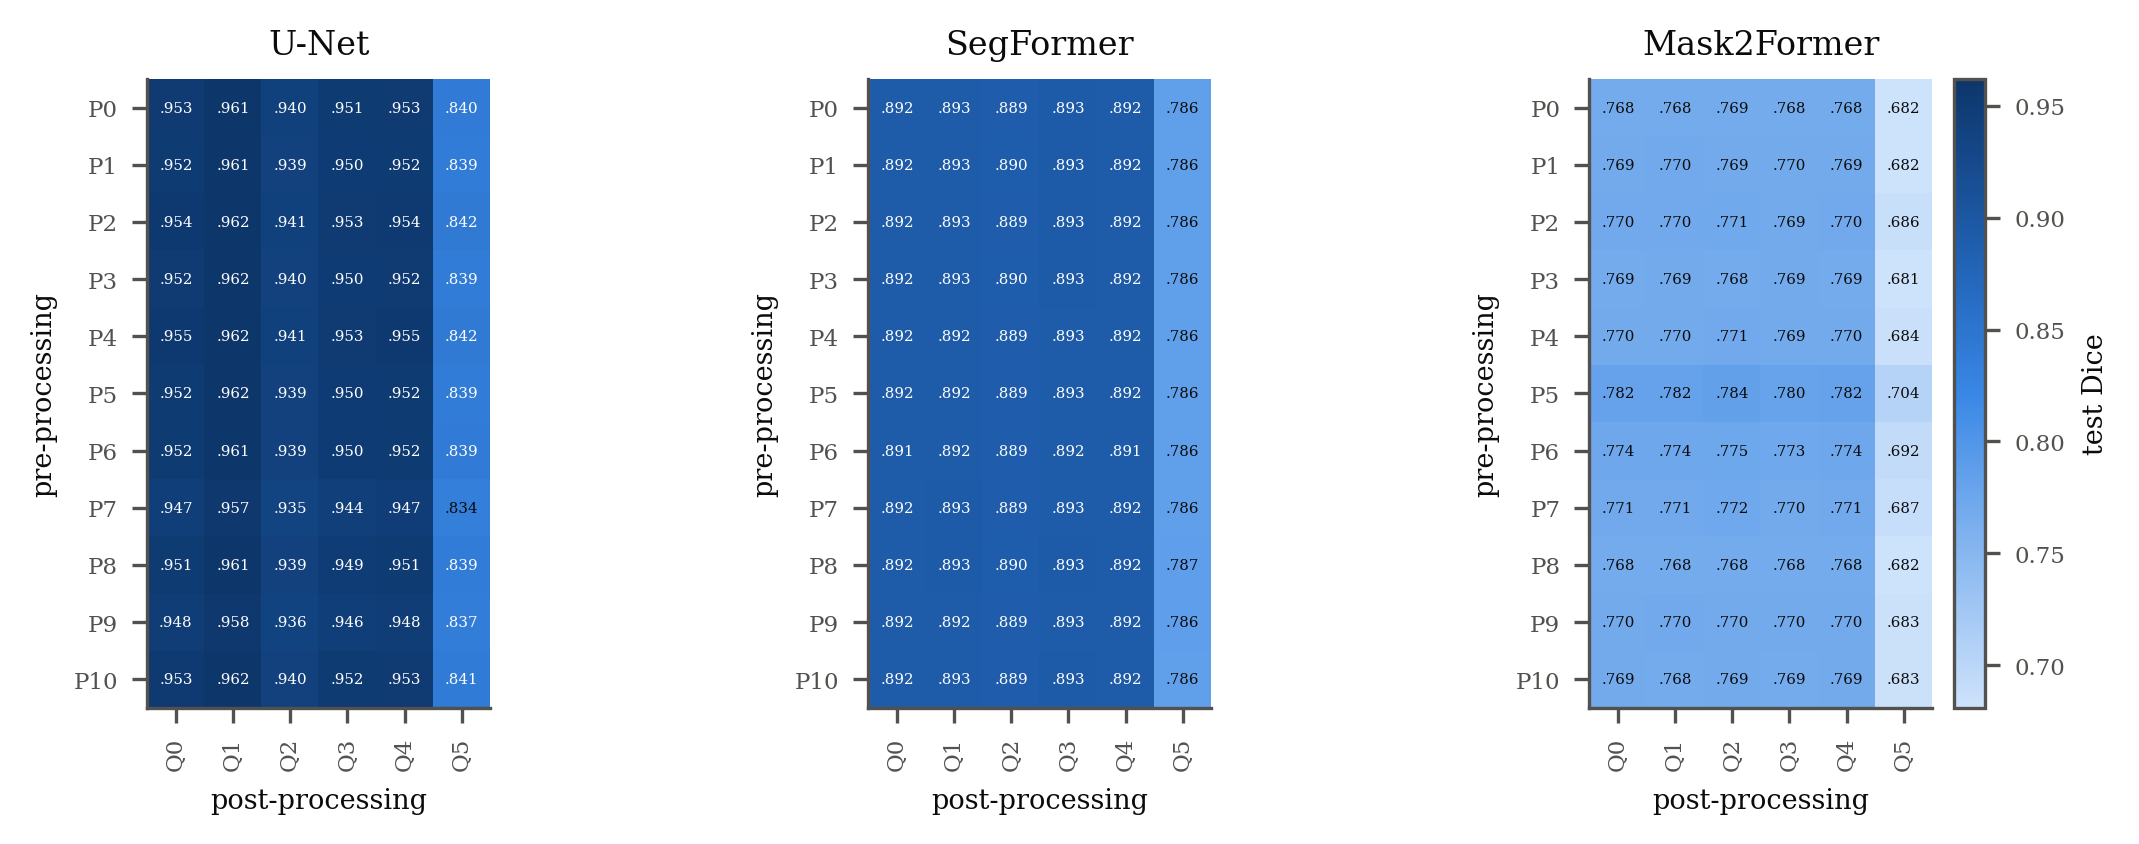 U-Net
SegFormer
Mask2Former
pre-processing
P0 .953 .961 .940 .951 .953 .840
P1 .952 .961 .939 .950 .952 .839
P2 .954 .962 .941 .953 .954 .842
P3 .952 .962 .940 .950 .952 .839
P4 .955 .962 .941 .953 .955 .842
P5 .952 .962 .939 .950 .952 .839
P6 .952 .961 .939 .950 .952 .839
P7 .947 .957 .935 .944 .947 .834
P8 .951 .961 .939 .949 .951 .839
P9 .948 .958 .936 .946 .948 .837
P10 .953 .962 .940 .952 .953 .841
Q0 Q1 Q2 Q3 Q4 Q5
post-processing
pre-processing
P0 .892 .893 .889 .893 .892 .786
P1 .892 .893 .890 .893 .892 .786
P2 .892 .893 .889 .893 .892 .786
P3 .892 .893 .890 .893 .892 .786
P4 .892 .892 .889 .893 .892 .786
P5 .892 .892 .889 .893 .892 .786
P6 .891 .892 .889 .892 .891 .786
P7 .892 .893 .889 .893 .892 .786
P8 .892 .893 .890 .893 .892 .787
P9 .892 .892 .889 .893 .892 .786
P10 .892 .893 .889 .893 .892 .786
Q0 Q1 Q2 Q3 Q4 Q5
post-processing
pre-processing
P0 .768 .768 .769 .768 .768 .682
P1 .769 .770 .769 .770 .769 .682
P2 .770 .770 .771 .769 .770 .686
P3 .769 .769 .768 .769 .769 .681
P4 .770 .770 .771 .769 .770 .684
P5 .782 .782 .784 .780 .782 .704
P6 .774 .774 .775 .773 .774 .692
P7 .771 .771 .772 .770 .771 .687
P8 .768 .768 .768 .768 .768 .682
P9 .770 .770 .770 .770 .770 .683
P10 .769 .768 .769 .769 .769 .683
Q0 Q1 Q2 Q3 Q4 Q5
post-processing
0.95
0.90
0.85
0.80
0.75
0.70
test Dice